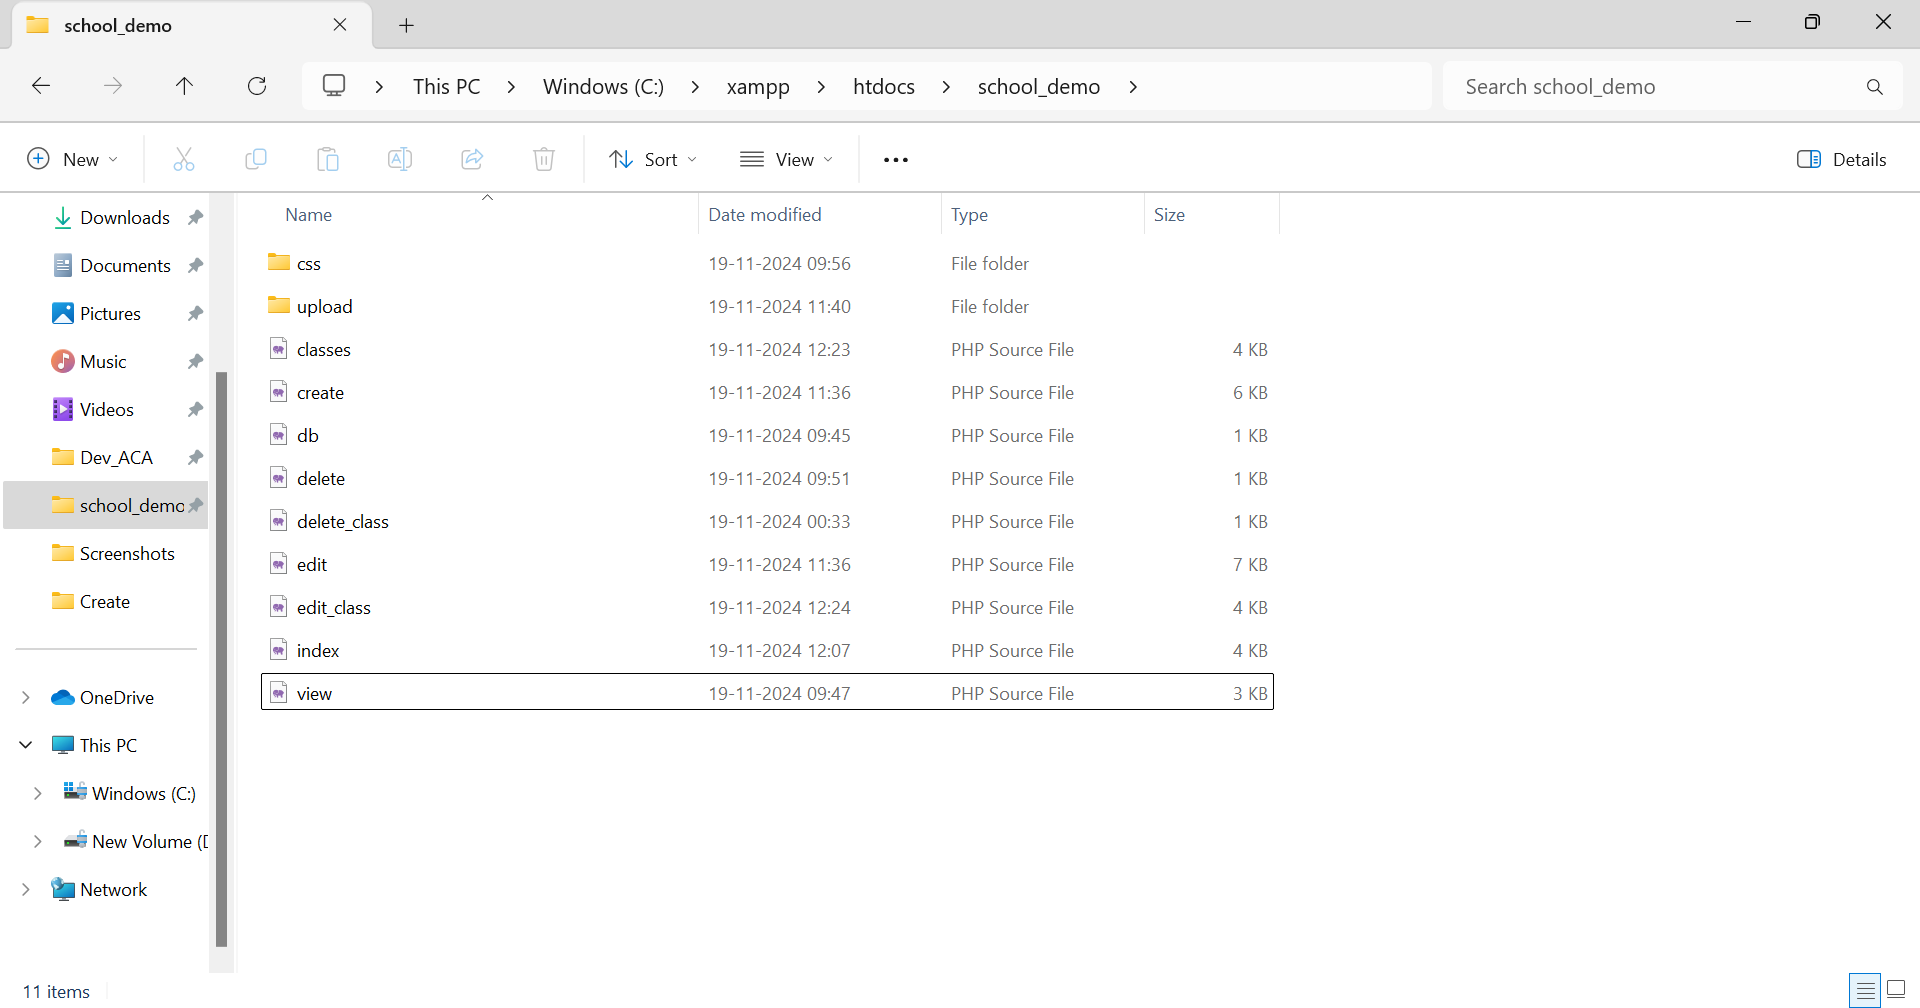 school_demo
This PC > Windows (C:) > xampp > htdocs > school_demo >
Search school_demo
New
Sort
View
Details
Downloads
Documents
Pictures
Music
Videos
Dev_ACA
school_demo
Screenshots
Create
OneDrive
This PC
Windows (C:)
New Volume (D
Network
Name Date modified Type Size
css 19-11-2024 09:56 File folder
upload 19-11-2024 11:40 File folder
classes 19-11-2024 12:23 PHP Source File 4 KB
create 19-11-2024 11:36 PHP Source File 6 KB
db 19-11-2024 09:45 PHP Source File 1 KB
delete 19-11-2024 09:51 PHP Source File 1 KB
delete_class 19-11-2024 00:33 PHP Source File 1 KB
edit 19-11-2024 11:36 PHP Source File 7 KB
edit_class 19-11-2024 12:24 PHP Source File 4 KB
index 19-11-2024 12:07 PHP Source File 4 KB
view 19-11-2024 09:47 PHP Source File 3 KB
11 items